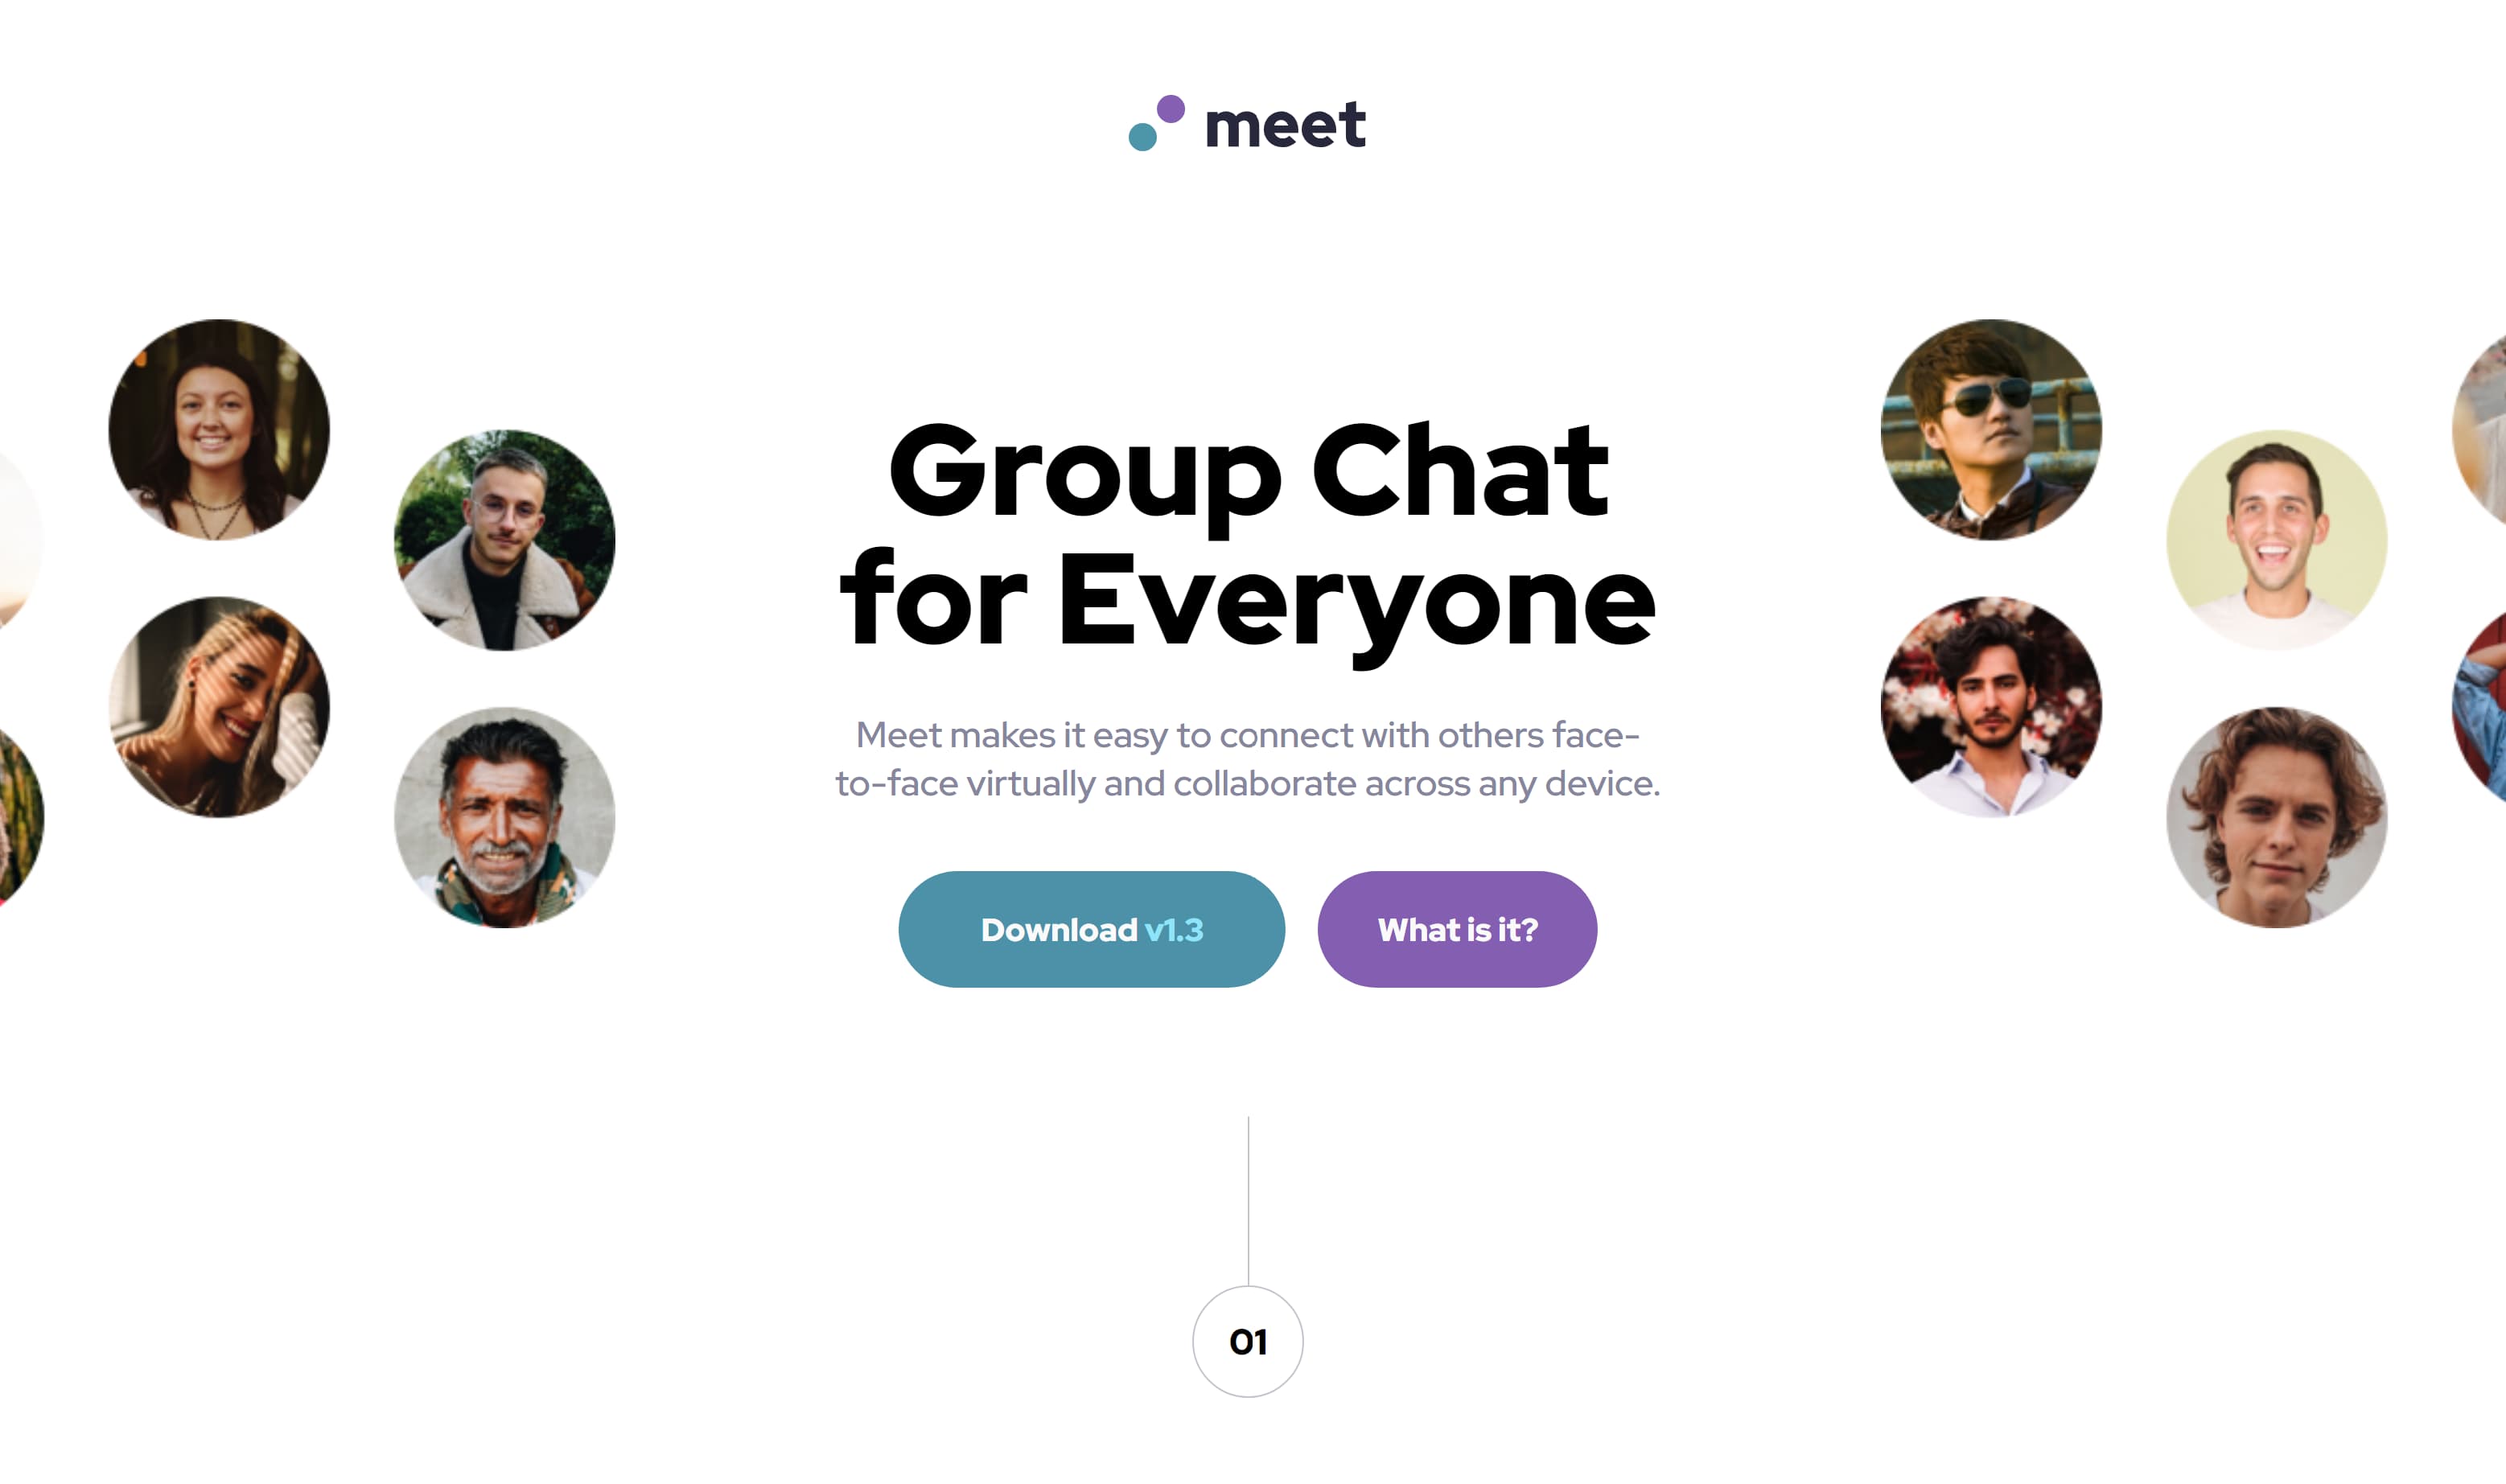 meet
Group Chat
for Everyone
Meet makes it easy to connect with others face-
to-face virtually and collaborate across any device.
Download v1.3
What is it?
01